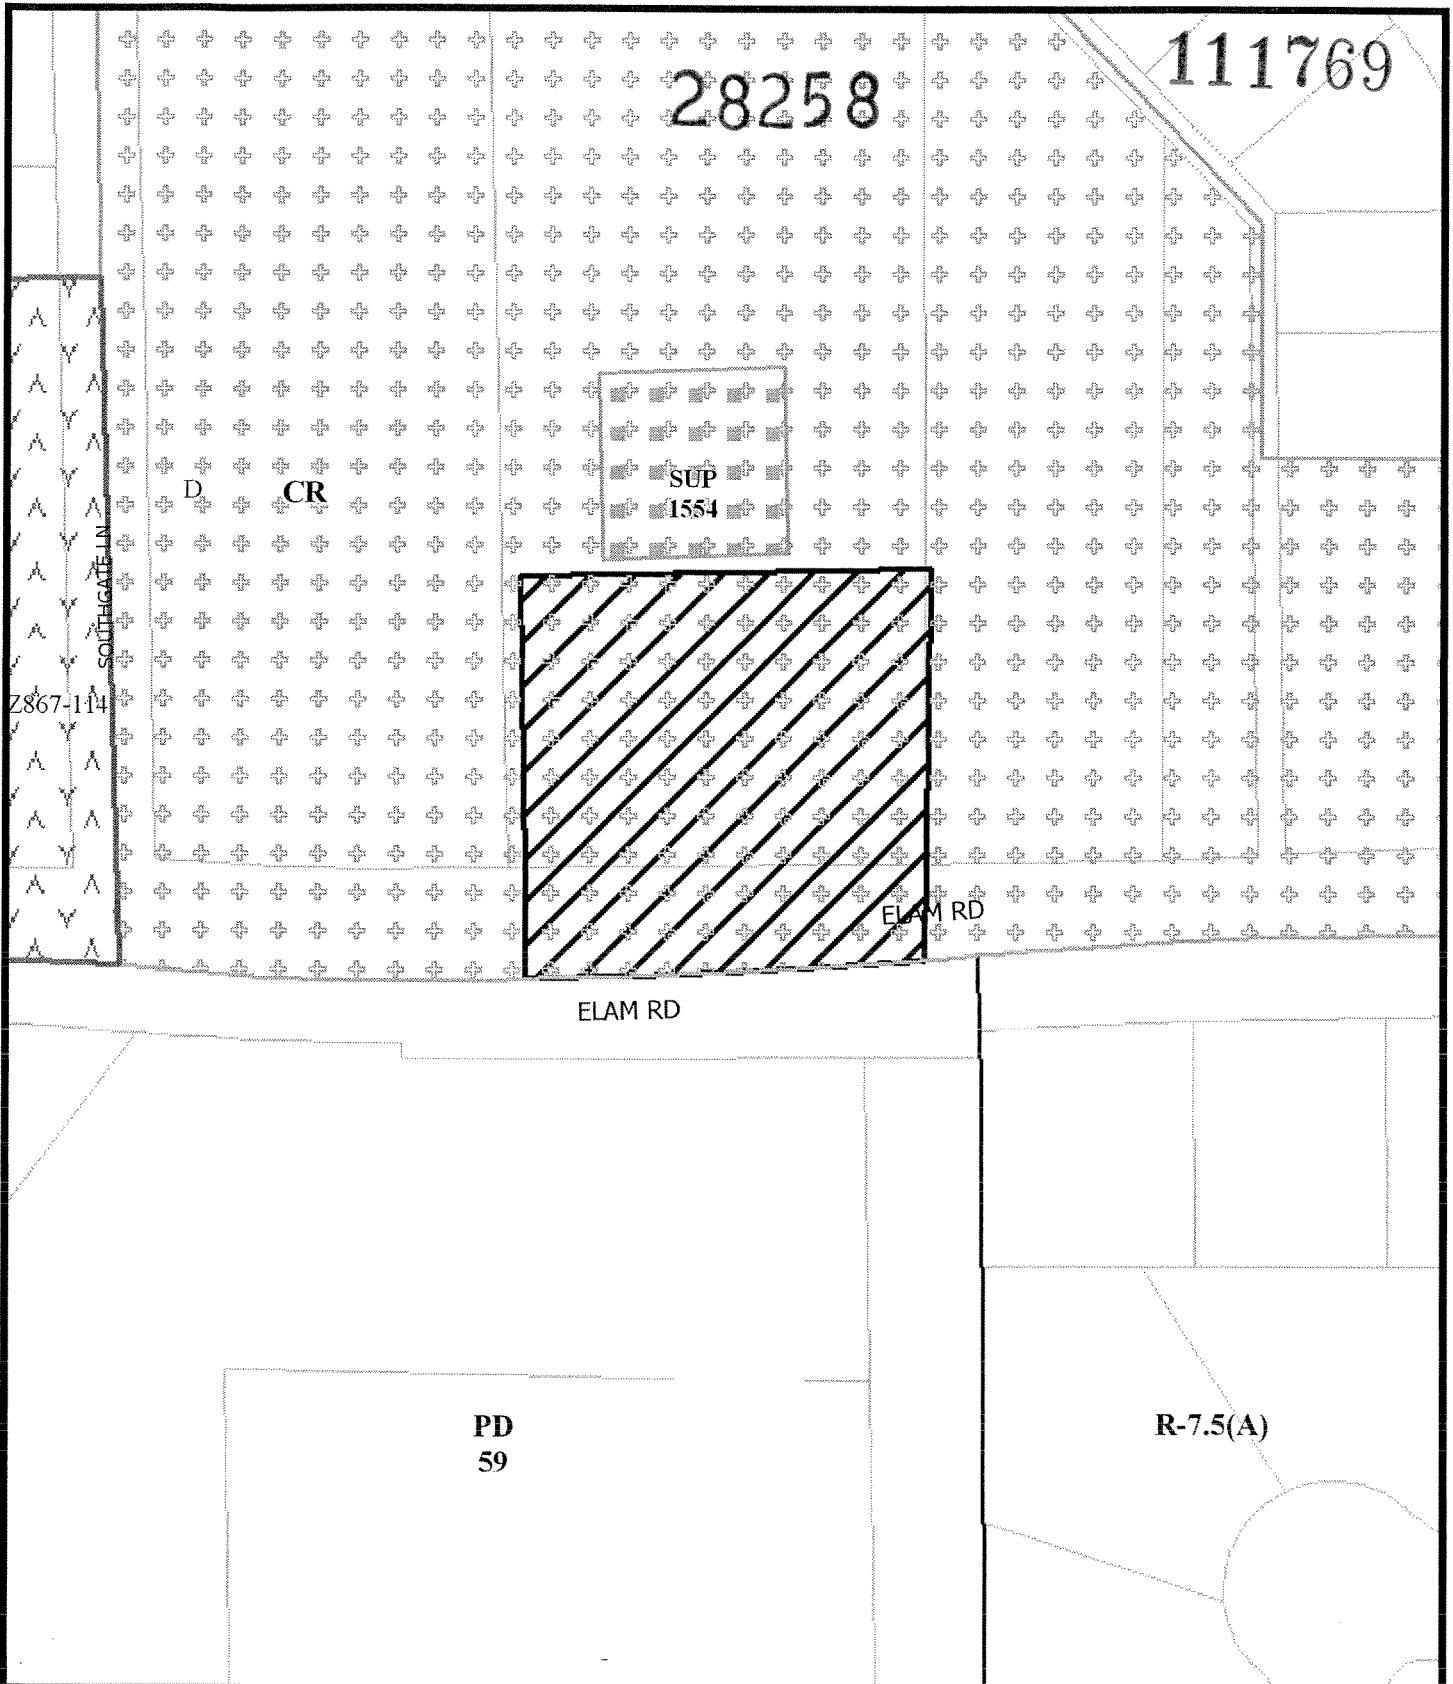 111769
28258
SUP
1554
D
CR
SOUTHGATE LN
Z867-114
ELAM RD
ELAM RD
PD
59
R-7.5(A)